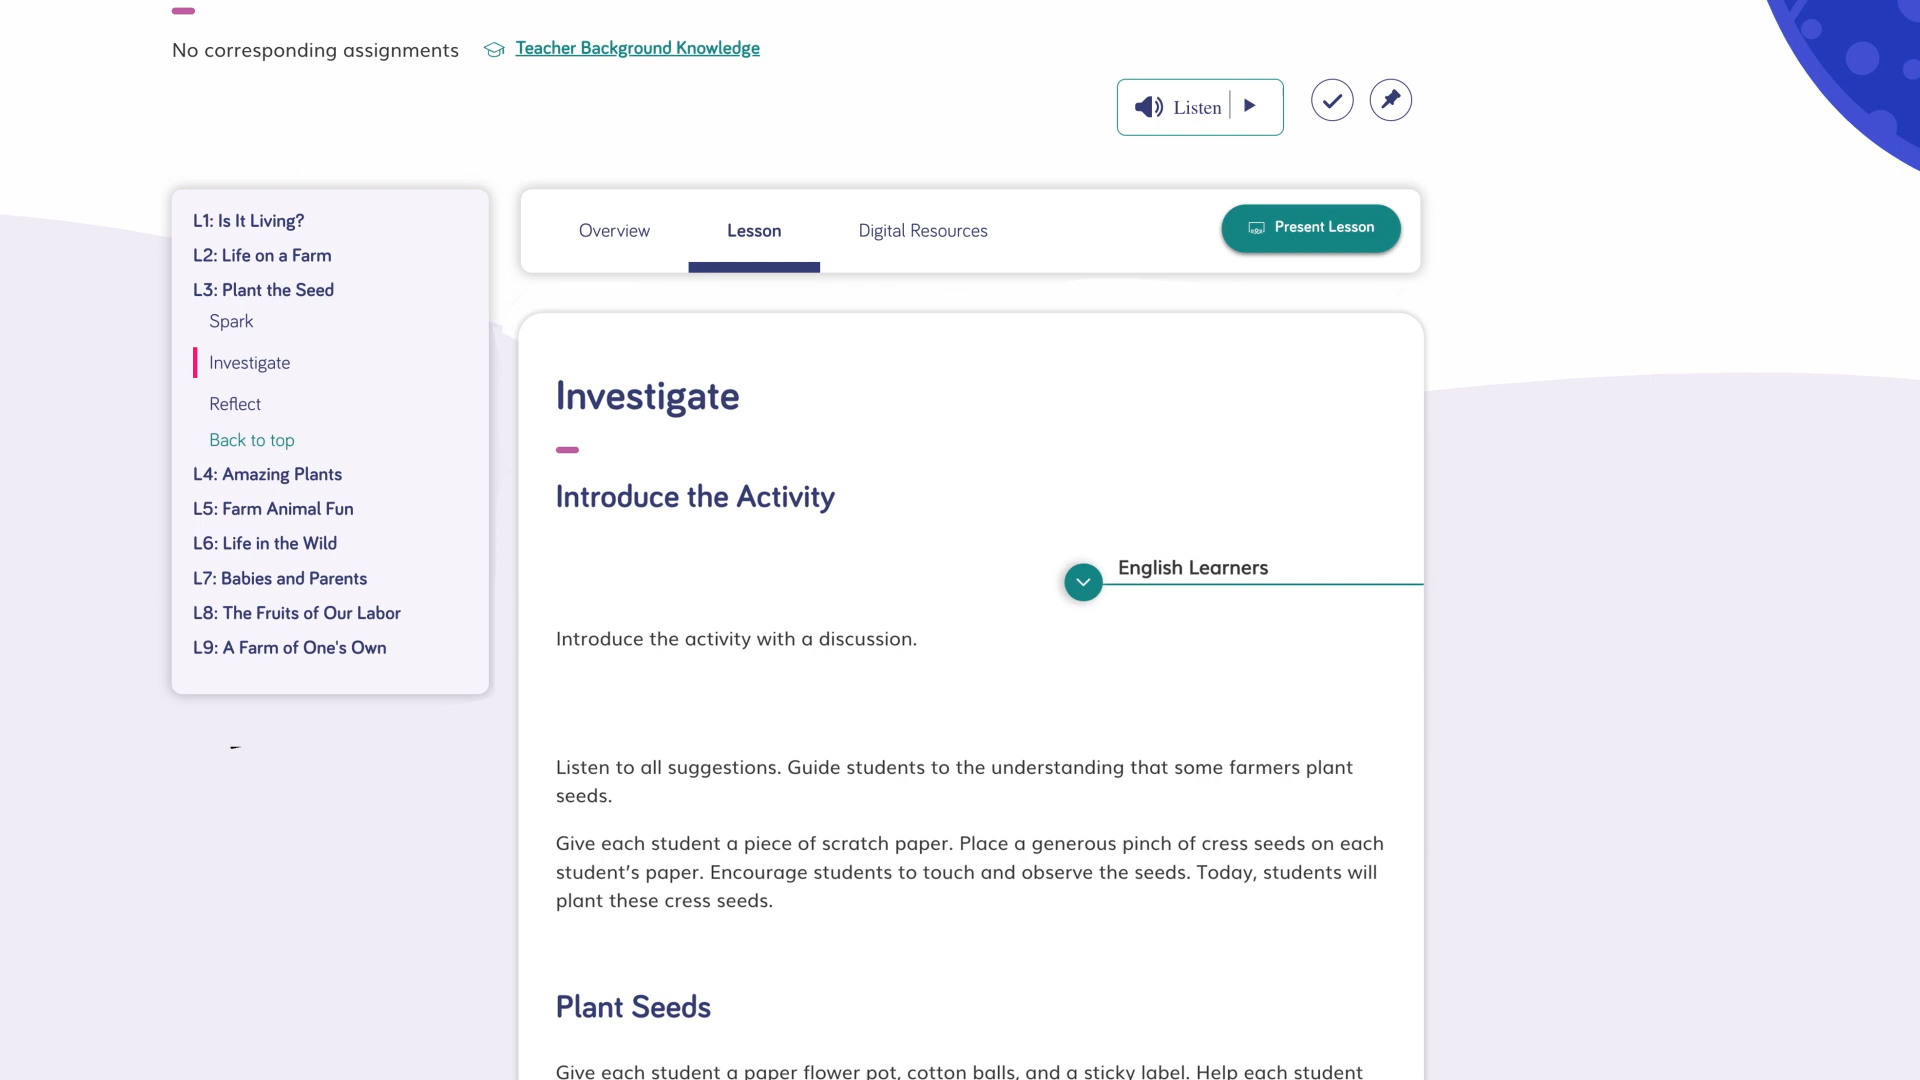 No corresponding assignments
Teacher Background Knowledge
Listen
L1: Is It Living?
L2: Life on a Farm
L3: Plant the Seed
Spark
Investigate
Reflect
Back to top
L4: Amazing Plants
L5: Farm Animal Fun
L6: Life in the Wild
L7: Babies and Parents
L8: The Fruits of Our Labor
L9: A Farm of One's Own
Overview
Lesson
Digital Resources
Present Lesson
Investigate
Introduce the Activity
English Learners
Introduce the activity with a discussion.
Listen to all suggestions. Guide students to the understanding that some farmers plant
seeds.
Give each student a piece of scratch paper. Place a generous pinch of cress seeds on each
student’s paper. Encourage students to touch and observe the seeds. Today, students will
plant these cress seeds.
Plant Seeds
Give each student a paper flower pot, cotton balls, and a sticky label. Help each student